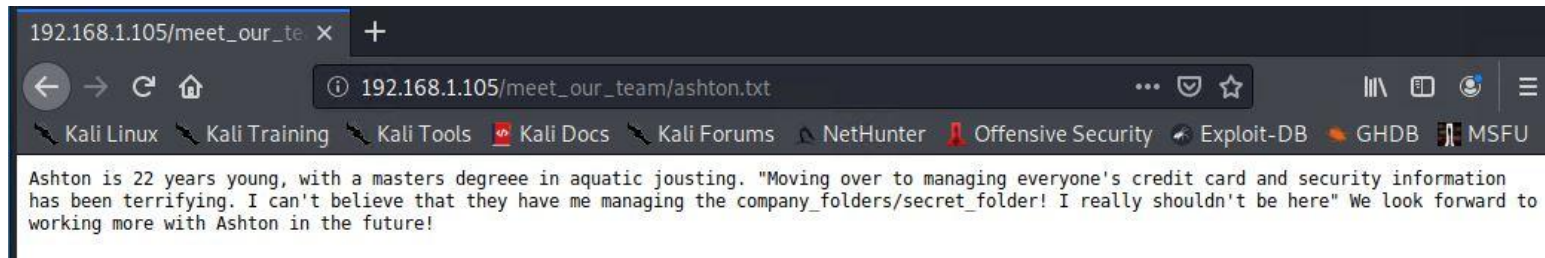 192.168.1.105/meet_our_te
192.168.1.105/meet_our_team/ashton.txt
Kali Linux Kali Training Kali Tools Kali Docs Kali Forums NetHunter Offensive Security Exploit-DB GHDB MSFU
Ashton is 22 years young, with a masters degreee in aquatic jousting. "Moving over to managing everyone's credit card and security information
has been terrifying. I can't believe that they have me managing the company_folders/secret_folder! I really shouldn't be here" We look forward to
working more with Ashton in the future!